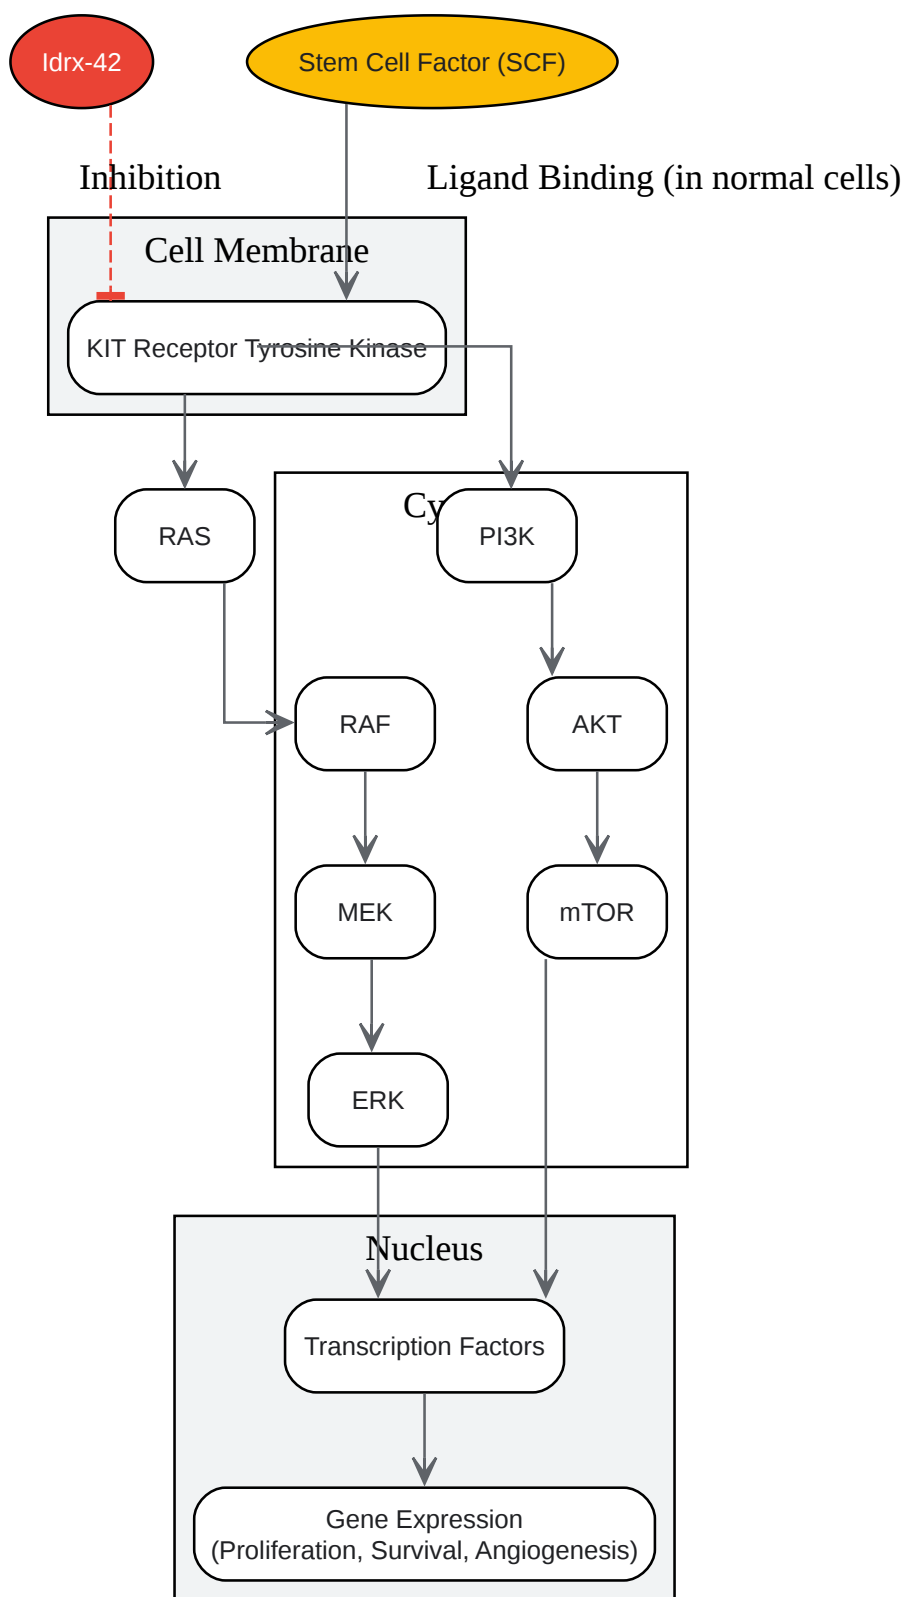 Idrx-42
Stem Cell Factor (SCF)
Inhibition
Ligand Binding (in normal cells)
Cell Membrane
KIT Receptor Tyrosine Kinase
RAS
PI3K
RAF
AKT
MEK
mTOR
ERK
Nucleus
Transcription Factors
Gene Expression
(Proliferation, Survival, Angiogenesis)